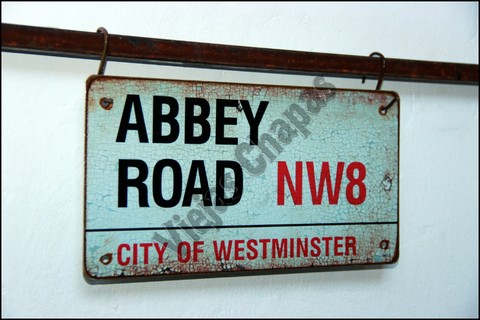 ABBEY
ROAD NW8
CITY OF WESTMINSTER
Viejas Chapas